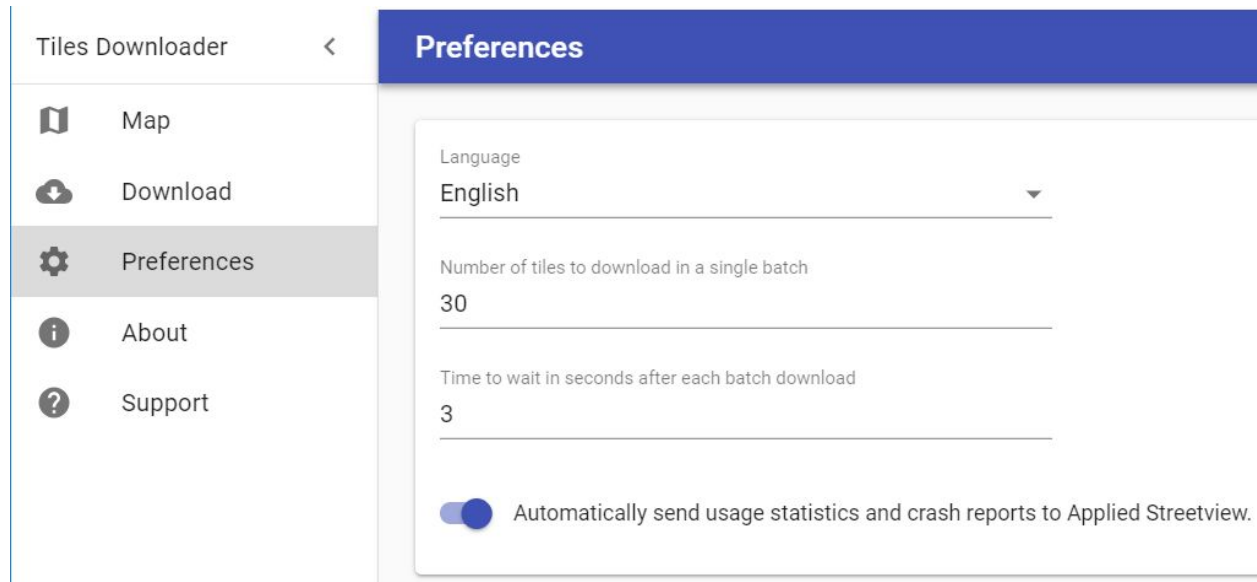 Tiles Downloader
Preferences
Map
Download
Preferences
About
Support
Language
English
Number of tiles to download in a single batch
30
Time to wait in seconds after each batch download
3
Automatically send usage statistics and crash reports to Applied Streetview.